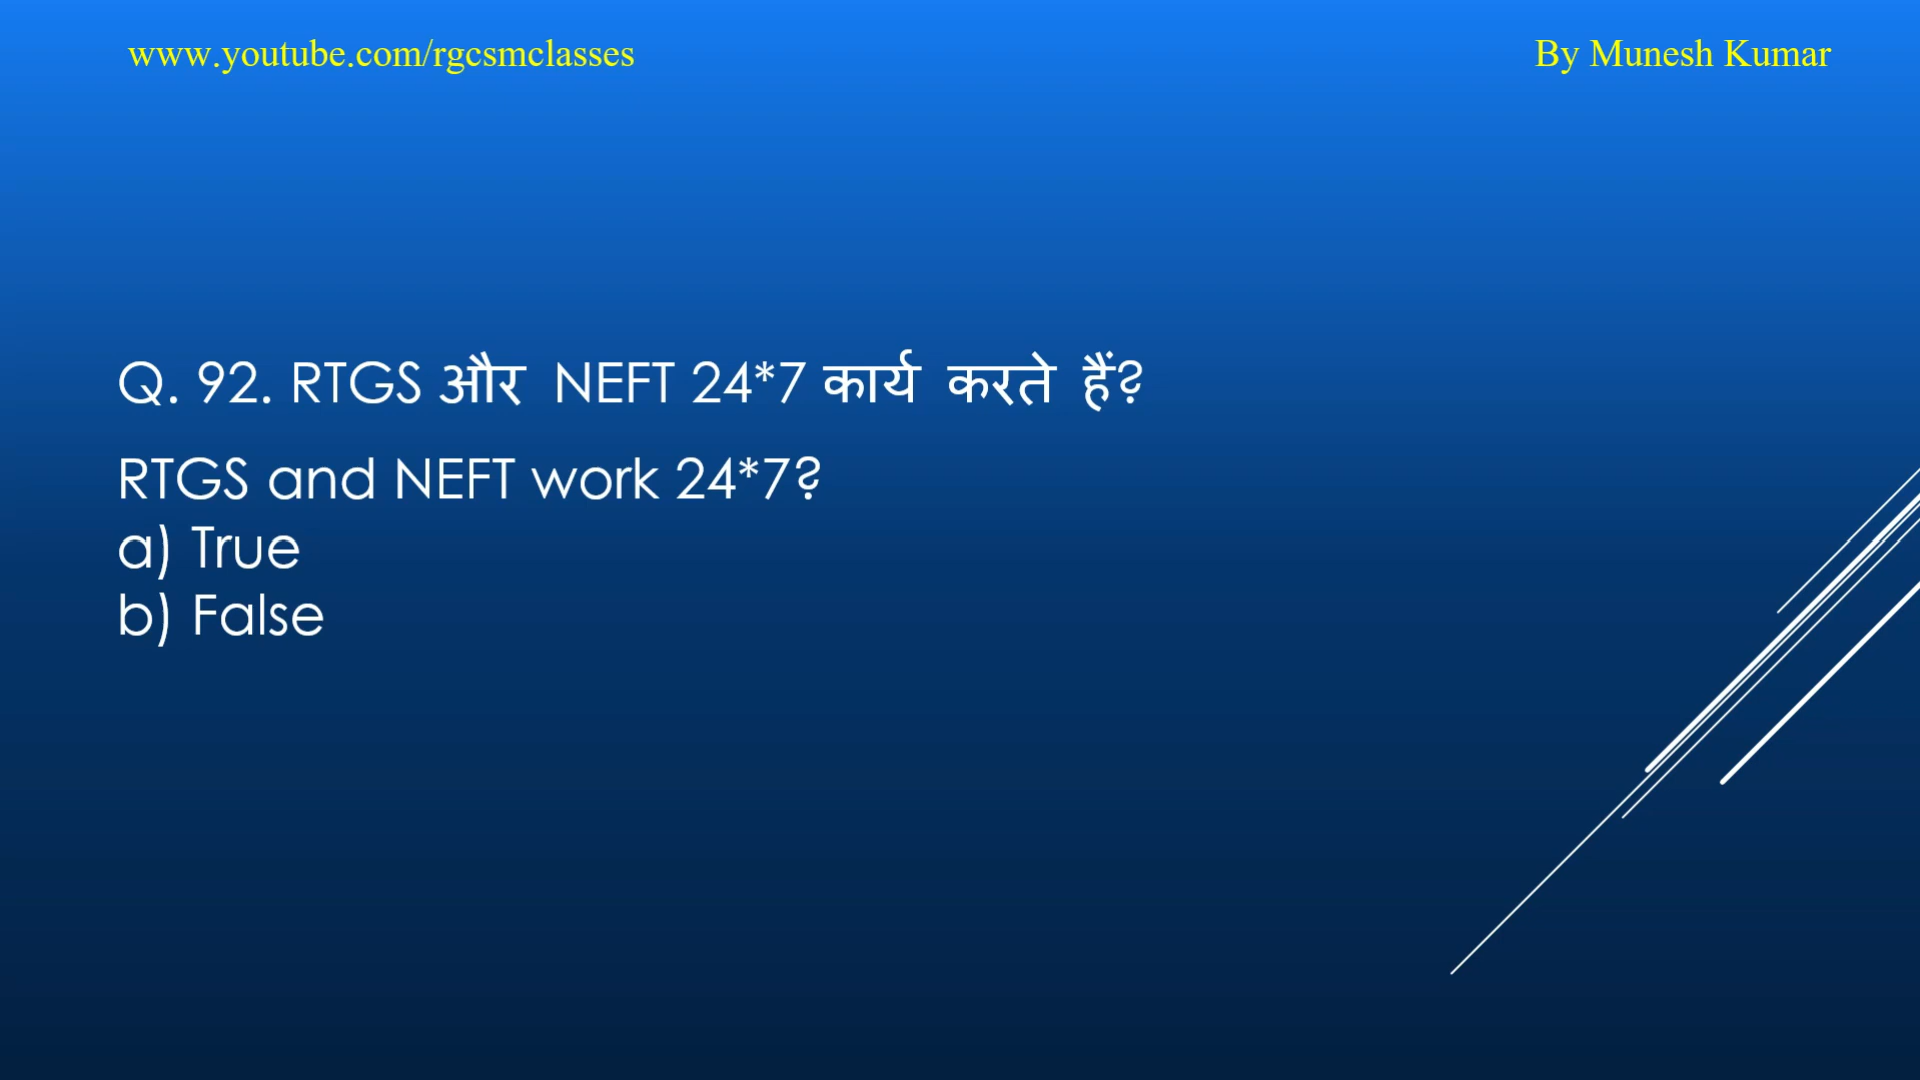 www.youtube.com/rgcsmclasses
By Munesh Kumar
Q. 92. RTGS और NEFT 24*7 कार्य करते हैं?
RTGS and NEFT work 24*7?
a) True
b) False